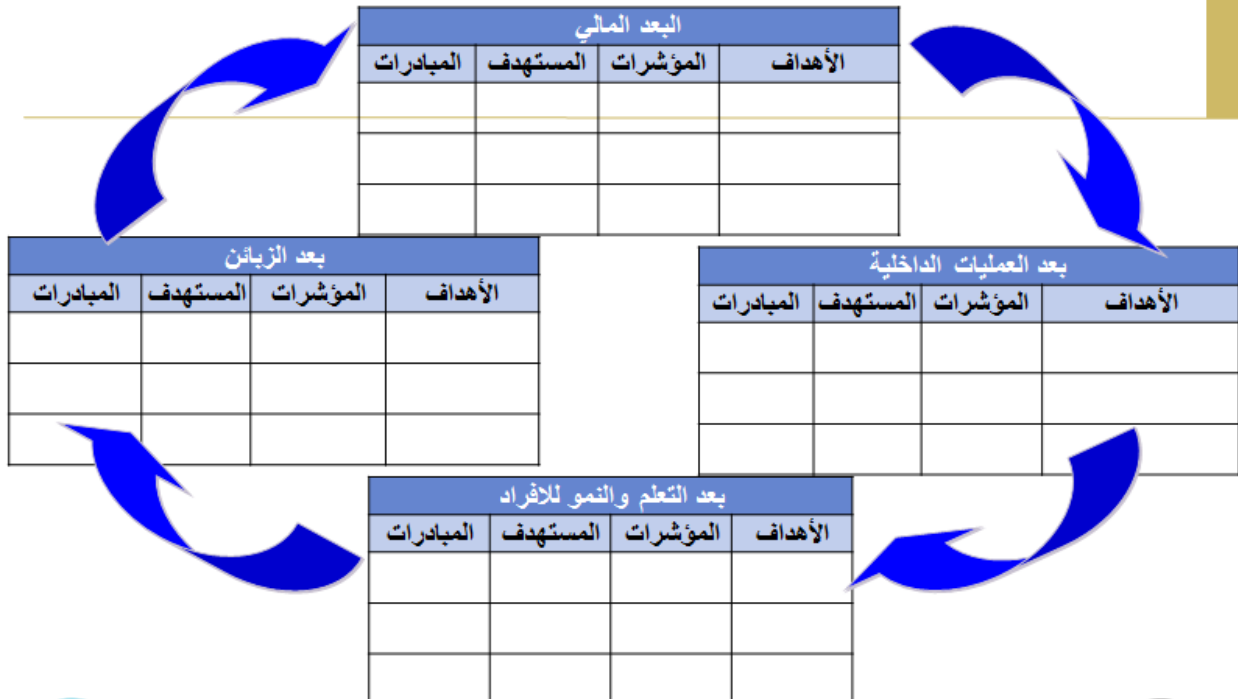 البعد المالي
الأهداف المؤشرات المستهدف المبادرات
بعد العمليات الداخلية
الأهداف المؤشرات المستهدف المبادرات
بعد الزبائن
الأهداف المؤشرات المستهدف المبادرات
بعد التعلم والنمو للافراد
الأهداف المؤشرات المستهدف المبادرات